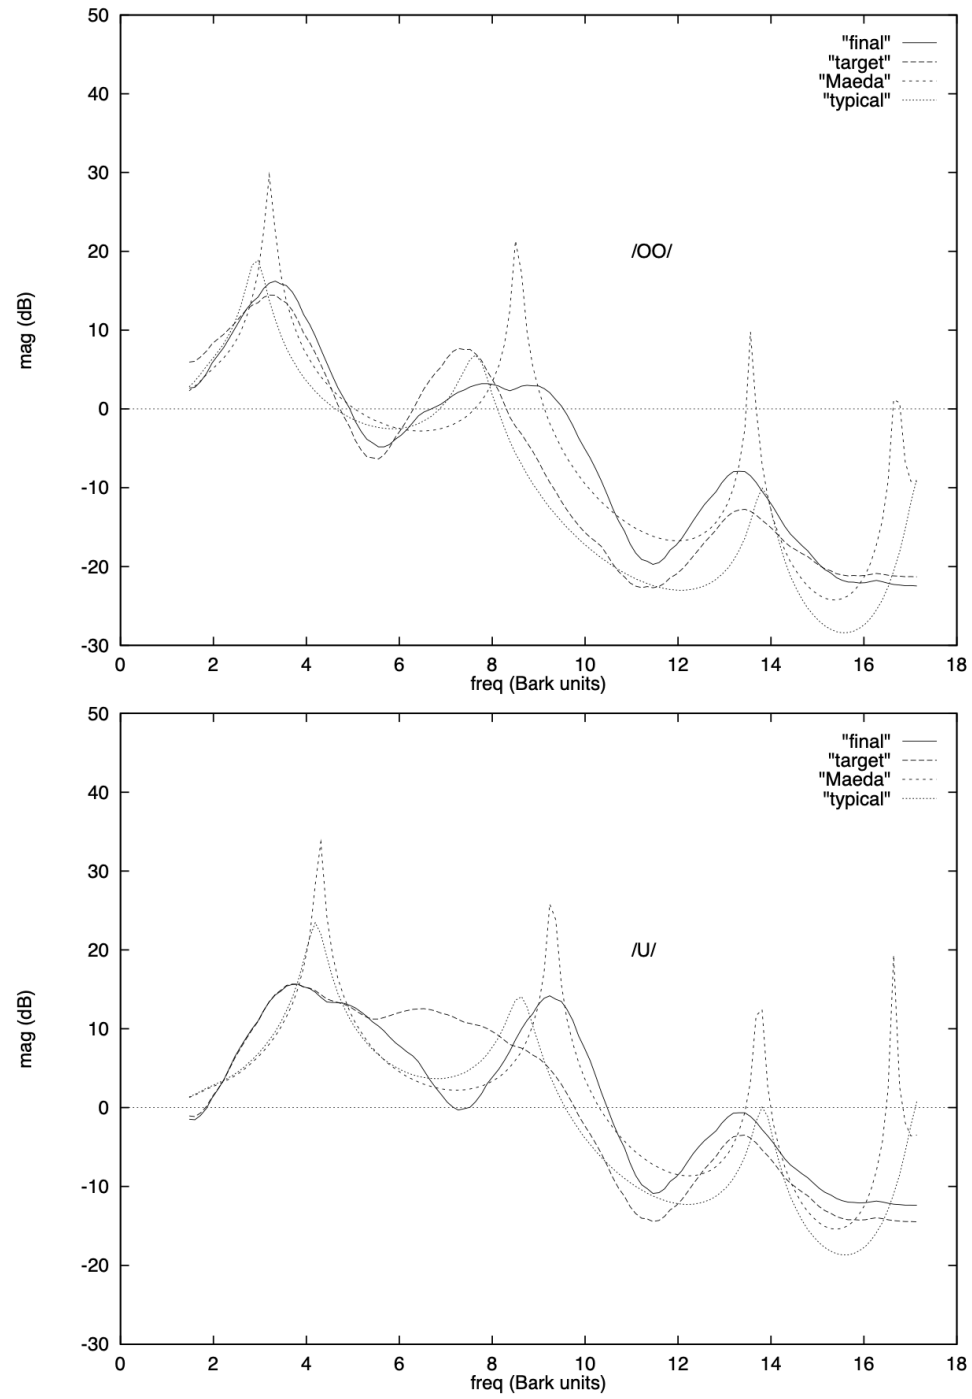 50
40
30
20
10
0
-10
-20
-30
mag (dB)
"final"
"target"
"Maeda"
"typical"
/OO/
0 2 4 6 8 10 12 14 16 18
freq (Bark units)
50
40
30
20
10
0
-10
-20
-30
mag (dB)
"final"
"target"
"Maeda"
"typical"
/U/
0 2 4 6 8 10 12 14 16 18
freq (Bark units)